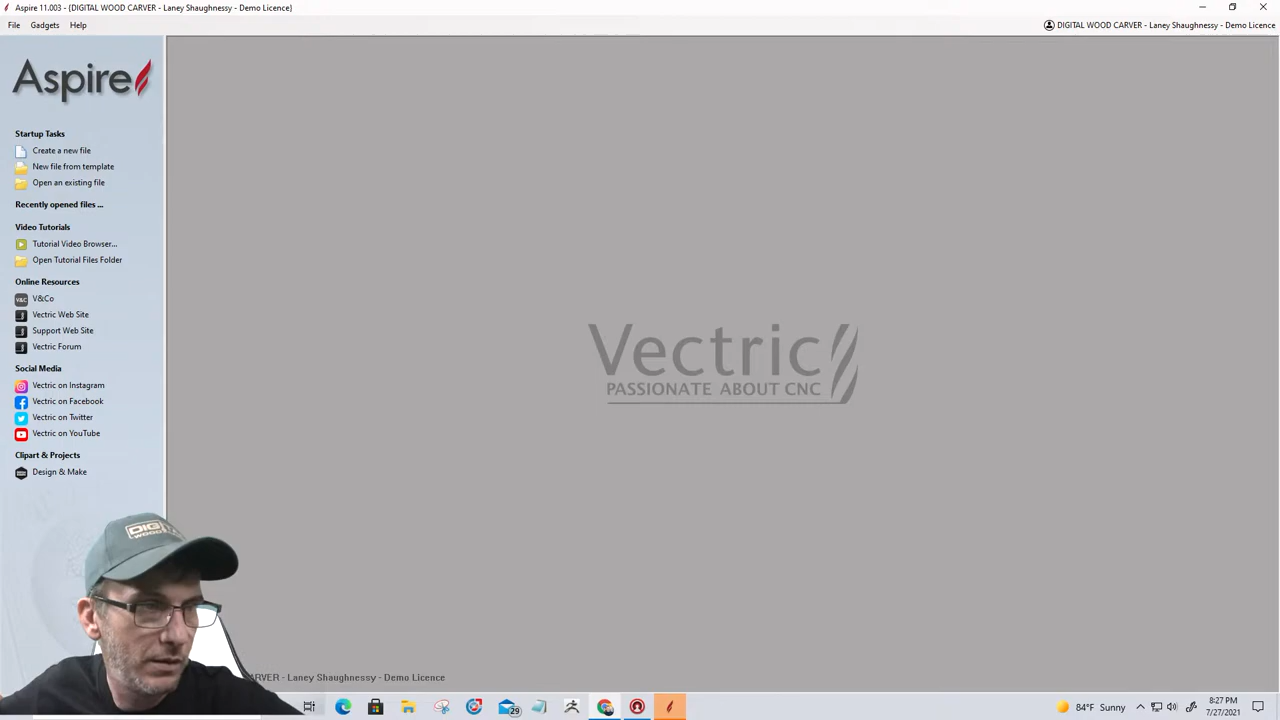 Aspire 11.003 - {DIGITAL WOOD CARVER - Laney Shaughnessy - Demo Licence}
File Gadgets Help
DIGITAL WOOD CARVER - Laney Shaughnessy - Demo Licence
Aspire
Startup Tasks
Create a new file
New file from template
Open an existing file
Recently opened files ...
Video Tutorials
Tutorial Video Browser...
Open Tutorial Files Folder
Online Resources
V&C V&Co
Vectric Web Site
Support Web Site
Vectric Forum
Social Media
Vectric on Instagram
Vectric on Facebook
Vectric on Twitter
Vectric on YouTube
Clipart & Projects
Design & Make
Vectric
PASSIONATE ABOUT CNC
DIG
WOOD
ARVER - Laney Shaughnessy - Demo Licence
29
84°F Sunny
8:27 PM
7/27/2021